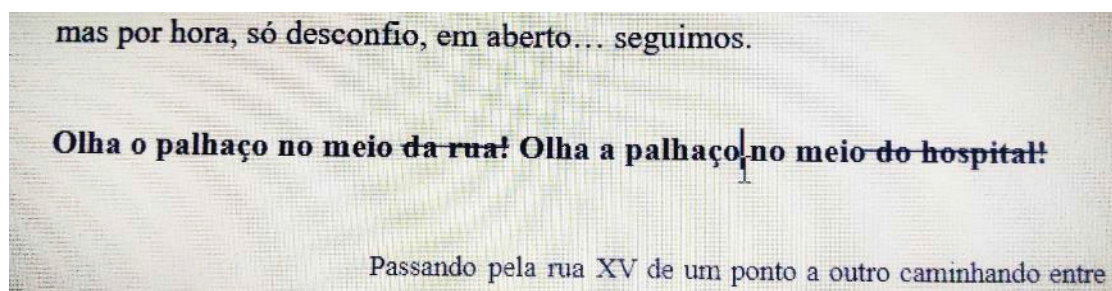 mas por hora, só desconfio, em aberto… seguimos.
Olha o palhaço no meio da rua! Olha a palhaço no meio do hospital!
Passando pela rua XV de um ponto a outro caminhando entre